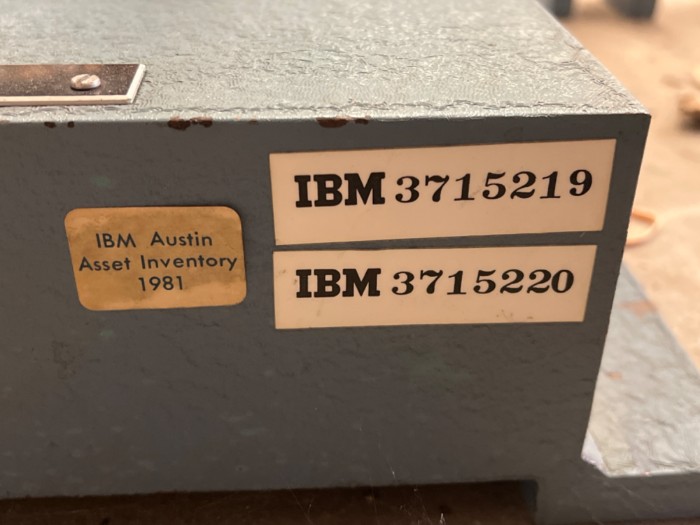 IBM 3715219
IBM Austin
Asset Inventory
1981
IBM 3715220